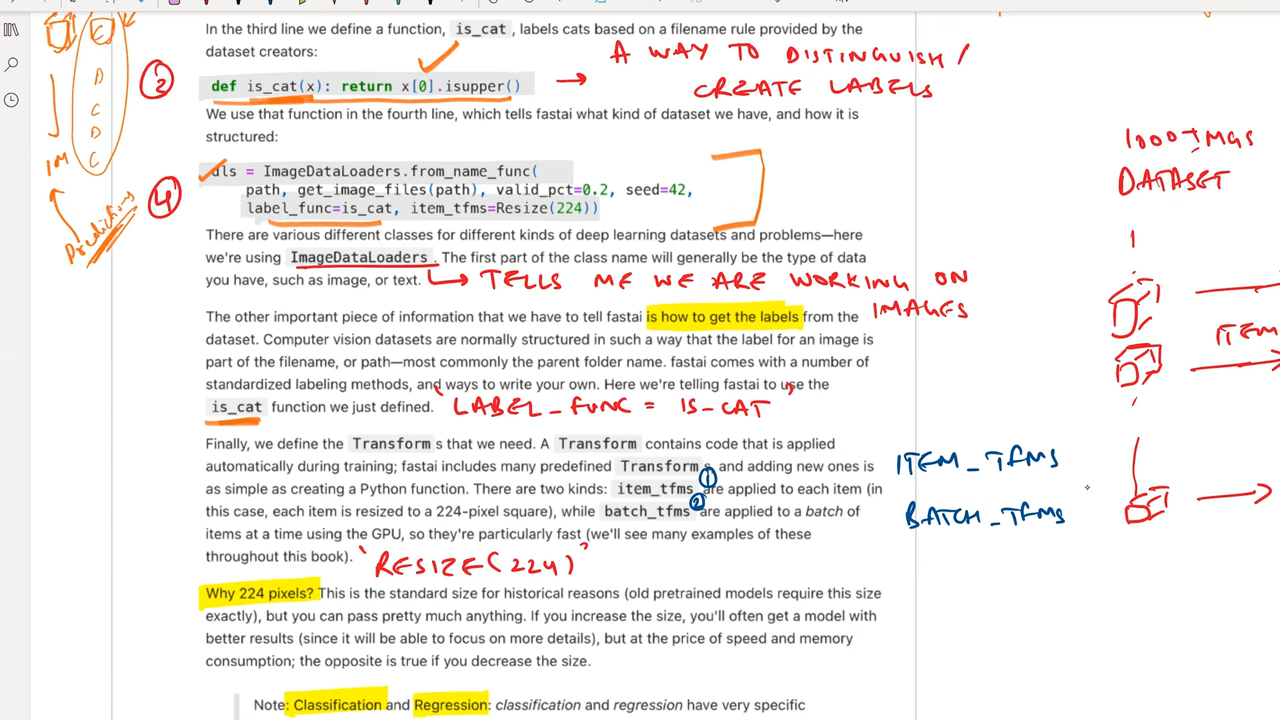 In the third line we define a function, is_cat, labels cats based on a filename rule provided by the
dataset creators:
A WAY TO DISTINGUISH/
CREATE LABELS
② def is_cat(x): return x[0].isupper()
We use that function in the fourth line, which tells fastai what kind of dataset we have, and how it is
structured:
④ dls = ImageDataLoaders.from_name_func(
path, get_image_files(path), valid_pct=0.2, seed=42,
label_func=is_cat, item_tfms=Resize(224))
There are various different classes for different kinds of deep learning datasets and problems—here
we're using ImageDataLoaders. The first part of the class name will generally be the type of data
you have, such as image, or text.
TELLS ME WE ARE WORKING ON
IMAGES
The other important piece of information that we have to tell fastai is how to get the labels from the
dataset. Computer vision datasets are normally structured in such a way that the label for an image is
part of the filename, or path—most commonly the parent folder name. fastai comes with a number of
standardized labeling methods, and ways to write your own. Here we're telling fastai to use the
is_cat function we just defined.
"LABEL_FUNC = IS_CAT"
Finally, we define the Transform s that we need. A Transform contains code that is applied
automatically during training; fastai includes many predefined Transform s, and adding new ones is
as simple as creating a Python function. There are two kinds: item_tfms are applied to each item (in
this case, each item is resized to a 224-pixel square), while batch_tfms are applied to a batch of
items at a time using the GPU, so they're particularly fast (we'll see many examples of these
throughout this book).
①
②
"RESIZE(224)"
Why 224 pixels? This is the standard size for historical reasons (old pretrained models require this size
exactly), but you can pass pretty much anything. If you increase the size, you'll often get a model with
better results (since it will be able to focus on more details), but at the price of speed and memory
consumption; the opposite is true if you decrease the size.
Note: Classification and Regression: classification and regression have very specific
C
D
C
D
C
1M
Predictions
1000 IMGS
DATASET
ITEM
ITEM_TFMS
BATCH_TFMS